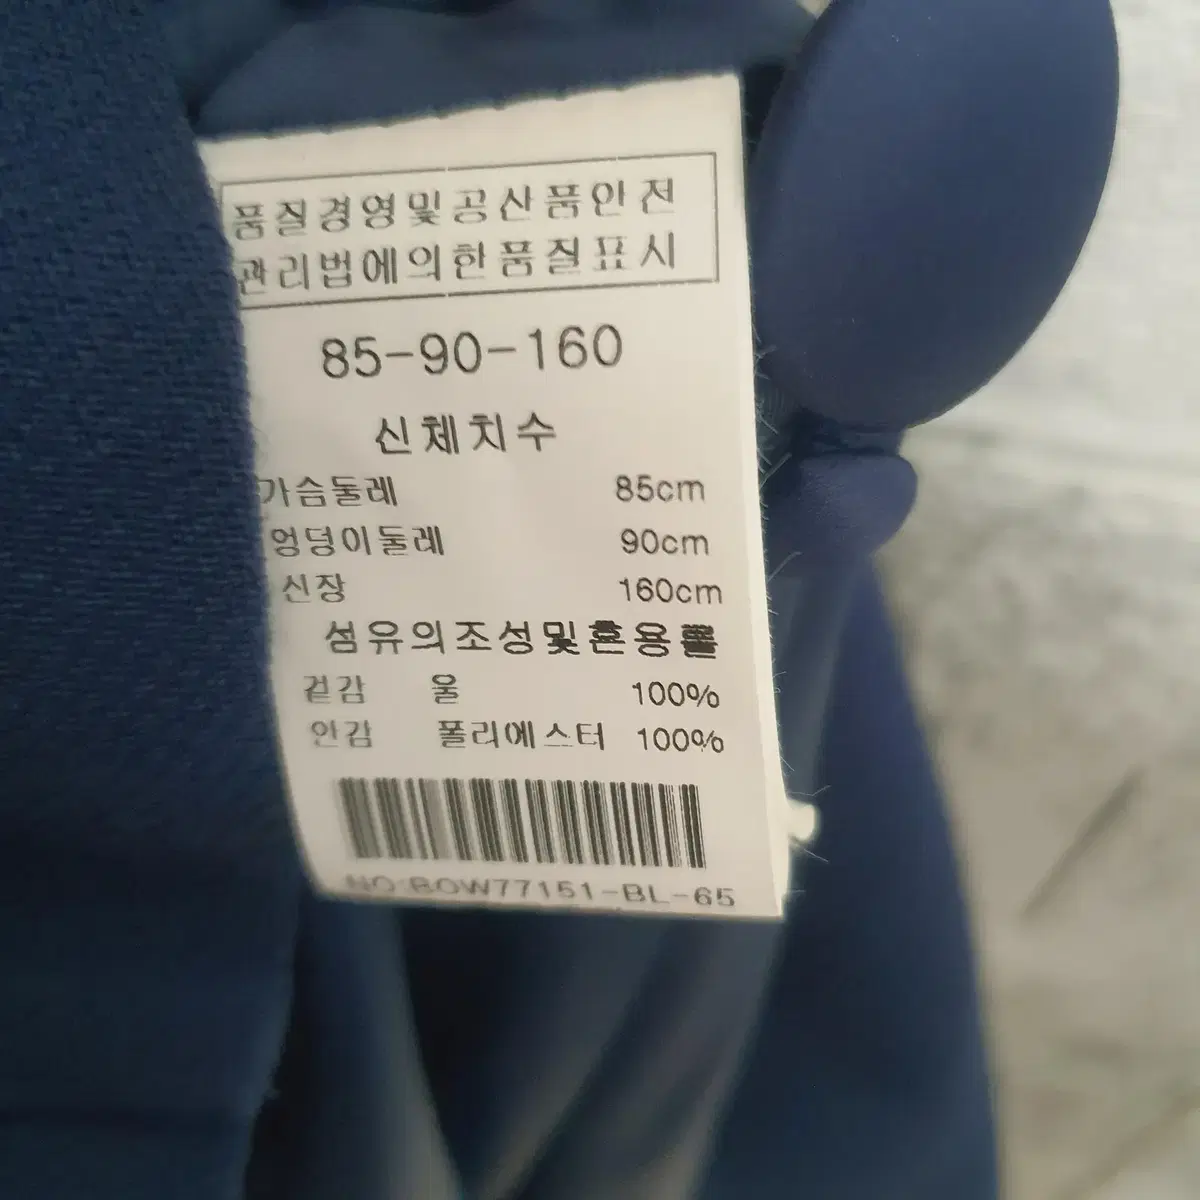 품질경영및공산품안전
관리법에의한품질표시
85-90-160
신체치수
가슴둘레 85cm
엉덩이둘레 90cm
신장 160cm
섬유의조성및혼용률
겉감 울 100%
안감 폴리에스터 100%
NO:BOW77151-BL-65